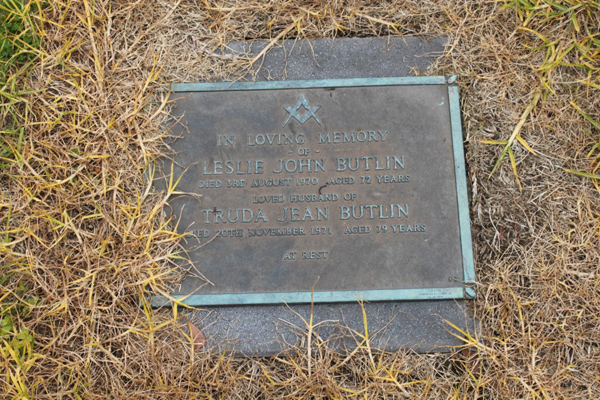 IN LOVING MEMORY
- OF -
LESLIE JOHN BUTLIN
DIED 3RD AUGUST 1970 AGED 72 YEARS
LOVED HUSBAND OF
TRUDA JEAN BUTLIN
NOVEMBER 1971 AGED 79 YEARS
AT REST